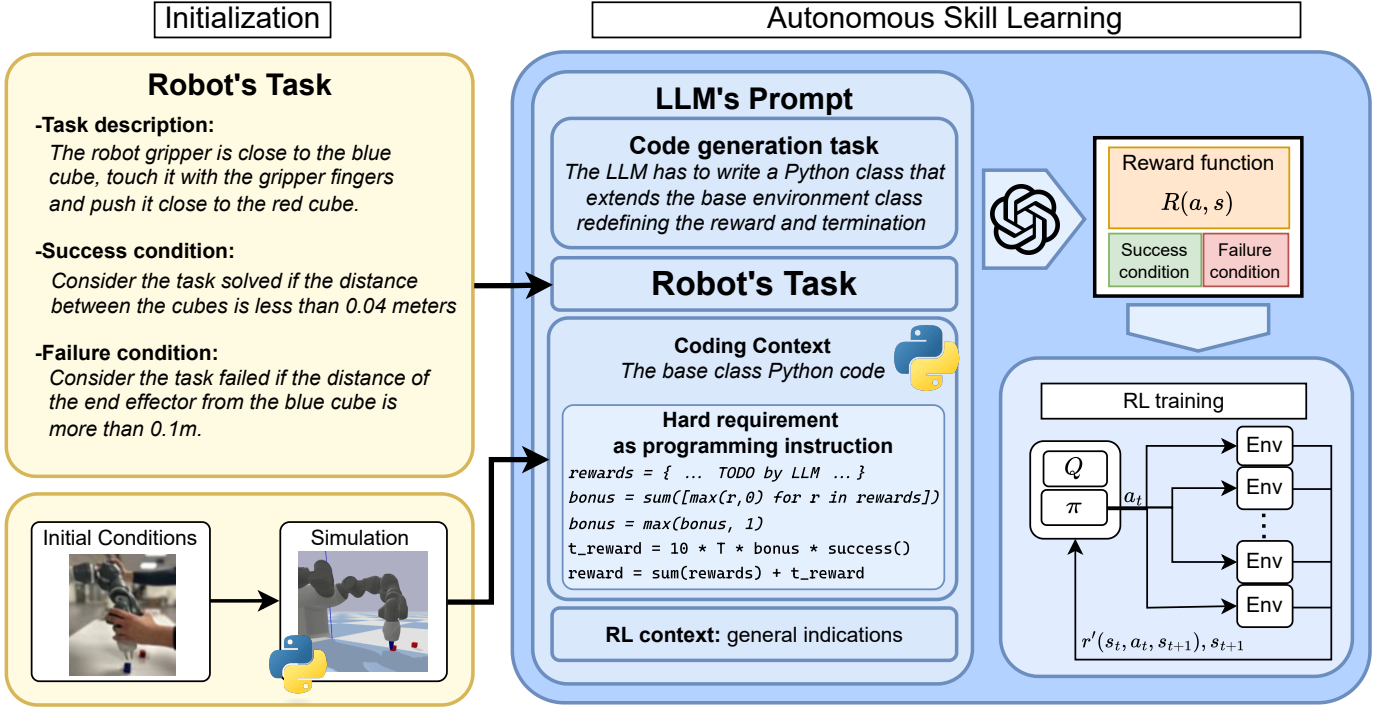 Initialization
Autonomous Skill Learning
Robot's Task
-Task description:
The robot gripper is close to the blue
cube, touch it with the gripper fingers
and push it close to the red cube.
-Success condition:
Consider the task solved if the distance
between the cubes is less than 0.04 meters
-Failure condition:
Consider the task failed if the distance of
the end effector from the blue cube is
more than 0.1m.
Initial Conditions
Simulation
LLM's Prompt
Code generation task
The LLM has to write a Python class that
extends the base environment class
redefining the reward and termination
Robot's Task
Coding Context
The base class Python code
Hard requirement
as programming instruction
rewards = { … TODO by LLM … }
bonus = sum([max(r,0) for r in rewards])
bonus = max(bonus, 1)
t_reward = 10 * T * bonus * success()
reward = sum(rewards) + t_reward
RL context: general indications
Reward function
R(a, s)
Success
condition
Failure
condition
RL training
Q
π
a_t
Env
Env
Env
Env
r'(s_t, a_t, s_{t+1}), s_{t+1}